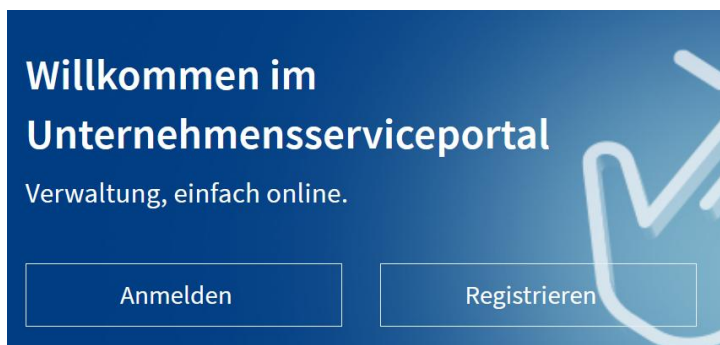 Willkommen im
Unternehmensserviceportal
Verwaltung, einfach online.
Anmelden
Registrieren